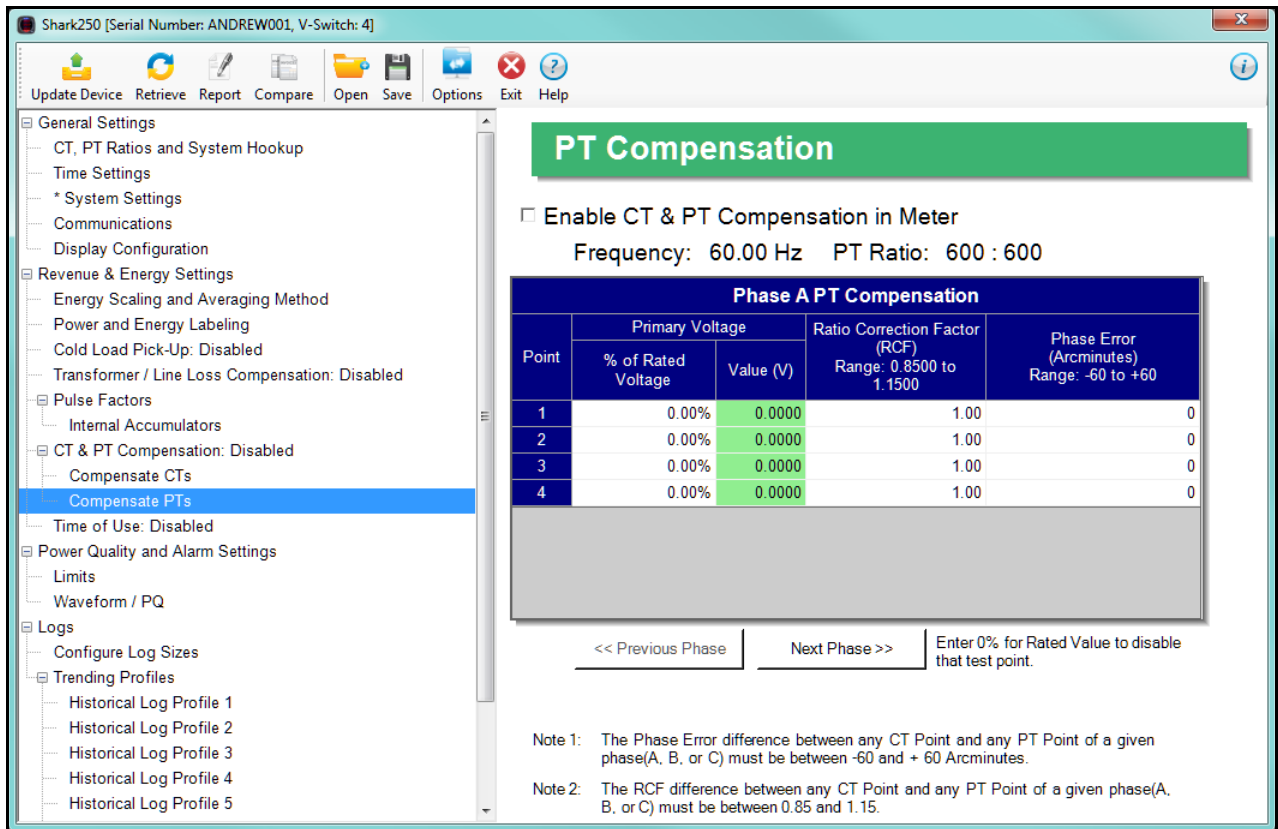 Shark250 [Serial Number: ANDREW001, V-Switch: 4]
Update Device Retrieve Report Compare Open Save Options Exit Help
General Settings
CT, PT Ratios and System Hookup
Time Settings
* System Settings
Communications
Display Configuration
Revenue & Energy Settings
Energy Scaling and Averaging Method
Power and Energy Labeling
Cold Load Pick-Up: Disabled
Transformer / Line Loss Compensation: Disabled
Pulse Factors
Internal Accumulators
CT & PT Compensation: Disabled
Compensate CTs
Compensate PTs
Time of Use: Disabled
Power Quality and Alarm Settings
Limits
Waveform / PQ
Logs
Configure Log Sizes
Trending Profiles
Historical Log Profile 1
Historical Log Profile 2
Historical Log Profile 3
Historical Log Profile 4
Historical Log Profile 5
PT Compensation
Enable CT & PT Compensation in Meter
Frequency: 60.00 Hz PT Ratio: 600 : 600
Phase A PT Compensation
Point
Primary Voltage
% of Rated
Voltage
Value (V)
Ratio Correction Factor
(RCF)
Range: 0.8500 to
1.1500
Phase Error
(Arcminutes)
Range: -60 to +60
1 0.00% 0.0000 1.00 0
2 0.00% 0.0000 1.00 0
3 0.00% 0.0000 1.00 0
4 0.00% 0.0000 1.00 0
<< Previous Phase
Next Phase >>
Enter 0% for Rated Value to disable
that test point.
Note 1: The Phase Error difference between any CT Point and any PT Point of a given
phase(A, B, or C) must be between -60 and + 60 Arcminutes.
Note 2: The RCF difference between any CT Point and any PT Point of a given phase(A,
B, or C) must be between 0.85 and 1.15.